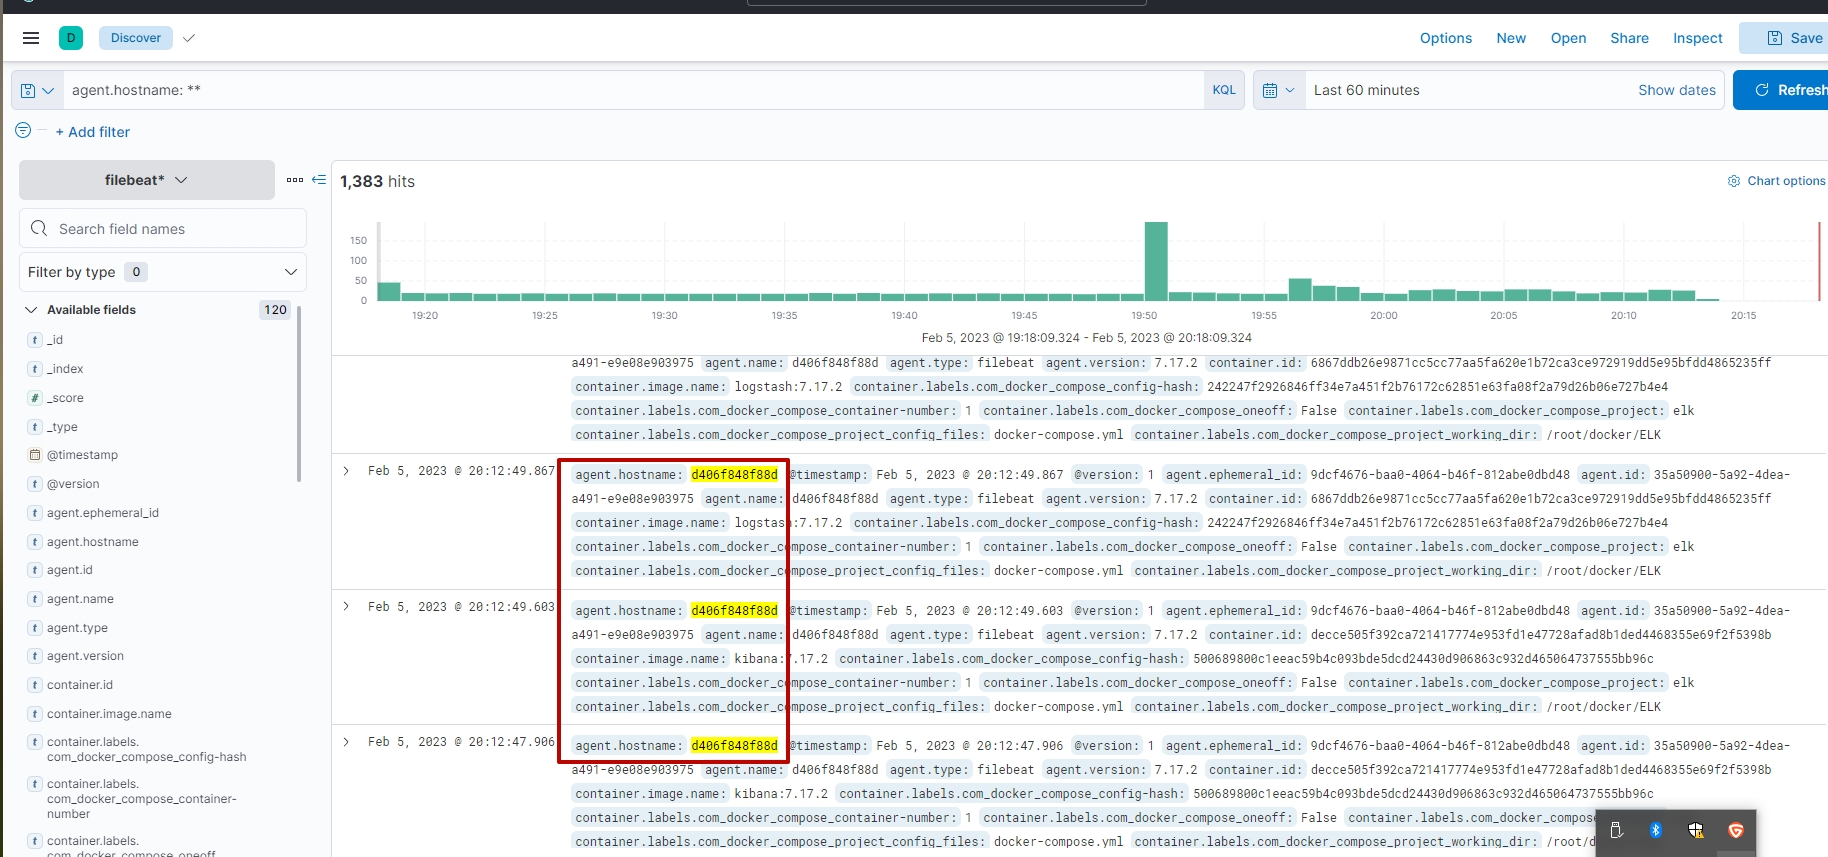 D Discover Options New Open Share Inspect Save
agent.hostname: ** KQL Last 60 minutes Show dates Refresh
+ Add filter
filebeat* 1,383 hits Chart options
Search field names
Filter by type 0
Available fields 120
_id
_index
_score
_type
@timestamp
@version
agent.ephemeral_id
agent.hostname
agent.id
agent.name
agent.type
agent.version
container.id
container.image.name
container.labels.
com_docker_compose_config-hash
container.labels.
com_docker_compose_container-
number
container.labels.
com_docker_compose_oneoff
150
100
50
0
19:20 19:25 19:30 19:35 19:40 19:45 19:50 19:55 20:00 20:05 20:10 20:15
Feb 5, 2023 @ 19:18:09.324 - Feb 5, 2023 @ 20:18:09.324
a491-e9e08e903975 agent.name: d406f848f88d agent.type: filebeat agent.version: 7.17.2 container.id: 6867ddb26e9871cc5cc77aa5fa620e1b72ca3ce972919dd5e95bfdd4865235ff
container.image.name: logstash:7.17.2 container.labels.com_docker_compose_config-hash: 242247f2926846ff34e7a451f2b76172c62851e63fa08f2a79d26b06e727b4e4
container.labels.com_docker_compose_container-number: 1 container.labels.com_docker_compose_oneoff: False container.labels.com_docker_compose_project: elk
container.labels.com_docker_compose_project_config_files: docker-compose.yml container.labels.com_docker_compose_project_working_dir: /root/docker/ELK
Feb 5, 2023 @ 20:12:49.867 agent.hostname: d406f848f88d @timestamp: Feb 5, 2023 @ 20:12:49.867 @version: 1 agent.ephemeral_id: 9dcf4676-baa0-4064-b46f-812abe0dbd48 agent.id: 35a50900-5a92-4dea-
a491-e9e08e903975 agent.name: d406f848f88d agent.type: filebeat agent.version: 7.17.2 container.id: 6867ddb26e9871cc5cc77aa5fa620e1b72ca3ce972919dd5e95bfdd4865235ff
container.image.name: logstash:7.17.2 container.labels.com_docker_compose_config-hash: 242247f2926846ff34e7a451f2b76172c62851e63fa08f2a79d26b06e727b4e4
container.labels.com_docker_compose_container-number: 1 container.labels.com_docker_compose_oneoff: False container.labels.com_docker_compose_project: elk
container.labels.com_docker_compose_project_config_files: docker-compose.yml container.labels.com_docker_compose_project_working_dir: /root/docker/ELK
Feb 5, 2023 @ 20:12:49.603 agent.hostname: d406f848f88d @timestamp: Feb 5, 2023 @ 20:12:49.603 @version: 1 agent.ephemeral_id: 9dcf4676-baa0-4064-b46f-812abe0dbd48 agent.id: 35a50900-5a92-4dea-
a491-e9e08e903975 agent.name: d406f848f88d agent.type: filebeat agent.version: 7.17.2 container.id: decce505f392ca721417774e953fd1e47728afad8b1ded4468355e69f2f5398b
container.image.name: kibana:7.17.2 container.labels.com_docker_compose_config-hash: 500689800c1eeac59b4c093bde5dcd24430d906863c932d465064737555bb96c
container.labels.com_docker_compose_container-number: 1 container.labels.com_docker_compose_oneoff: False container.labels.com_docker_compose_project: elk
container.labels.com_docker_compose_project_config_files: docker-compose.yml container.labels.com_docker_compose_project_working_dir: /root/docker/ELK
Feb 5, 2023 @ 20:12:47.906 agent.hostname: d406f848f88d @timestamp: Feb 5, 2023 @ 20:12:47.906 @version: 1 agent.ephemeral_id: 9dcf4676-baa0-4064-b46f-812abe0dbd48 agent.id: 35a50900-5a92-4dea-
a491-e9e08e903975 agent.name: d406f848f88d agent.type: filebeat agent.version: 7.17.2 container.id: decce505f392ca721417774e953fd1e47728afad8b1ded4468355e69f2f5398b
container.image.name: kibana:7.17.2 container.labels.com_docker_compose_config-hash: 500689800c1eeac59b4c093bde5dcd24430d906863c932d465064737555bb96c
container.labels.com_docker_compose_container-number: 1 container.labels.com_docker_compose_oneoff: False container.labels.com_docker_compos
container.labels.com_docker_compose_project_config_files: docker-compose.yml container.labels.com_docker_compose_project_working_dir: /root/d